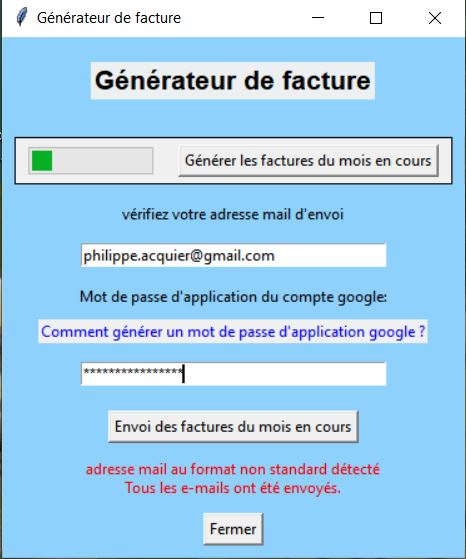 Générateur de facture
Générateur de facture
Générer les factures du mois en cours
vérifiez votre adresse mail d'envoi
philippe.acquier@gmail.com
Mot de passe d'application du compte google:
Comment générer un mot de passe d'application google ?
****************
Envoi des factures du mois en cours
adresse mail au format non standard détecté
Tous les e-mails ont été envoyés.
Fermer